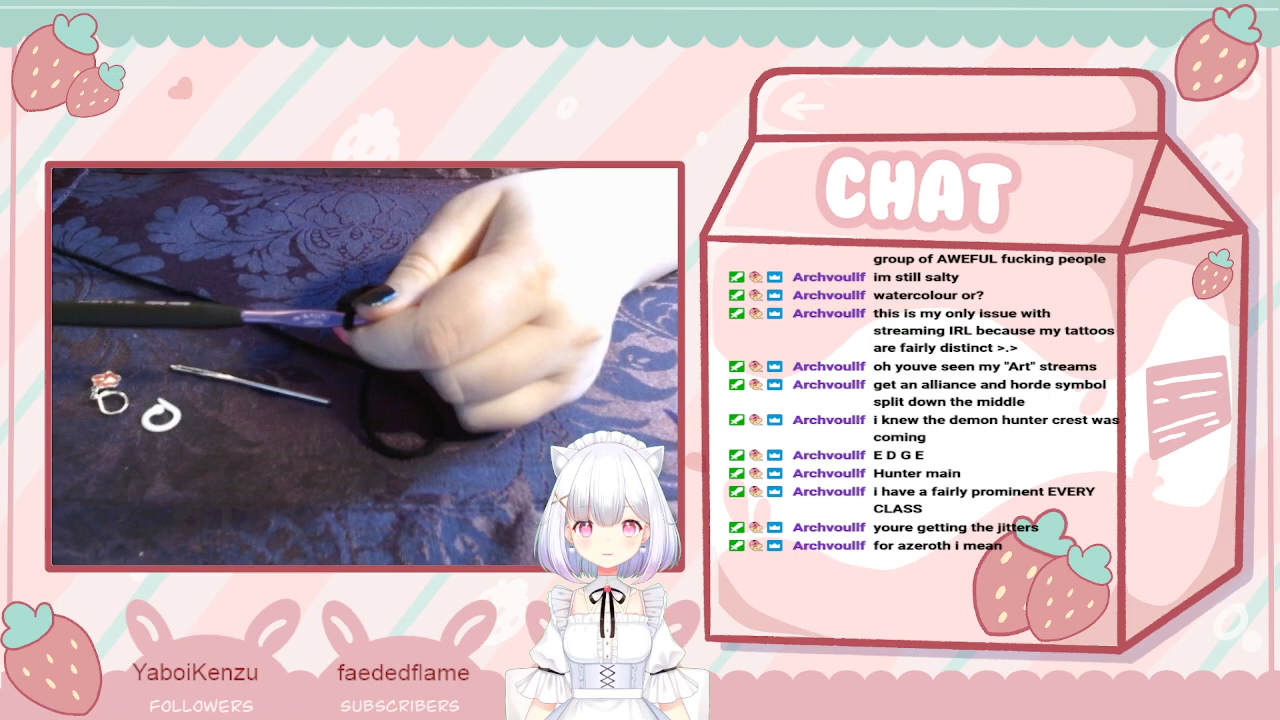 CHAT
group of AWEFUL fucking people
Archvoullf im still salty
Archvoullf watercolour or?
Archvoullf this is my only issue with
streaming IRL because my tattoos
are fairly distinct >.>
Archvoullf oh youve seen my "Art" streams
Archvoullf get an alliance and horde symbol
split down the middle
Archvoullf i knew the demon hunter crest was
coming
Archvoullf E D G E
Archvoullf Hunter main
Archvoullf i have a fairly prominent EVERY
CLASS
Archvoullf youre getting the jitters
Archvoullf for azeroth i mean
YaboiKenzu
FOLLOWERS
faededflame
SUBSCRIBERS